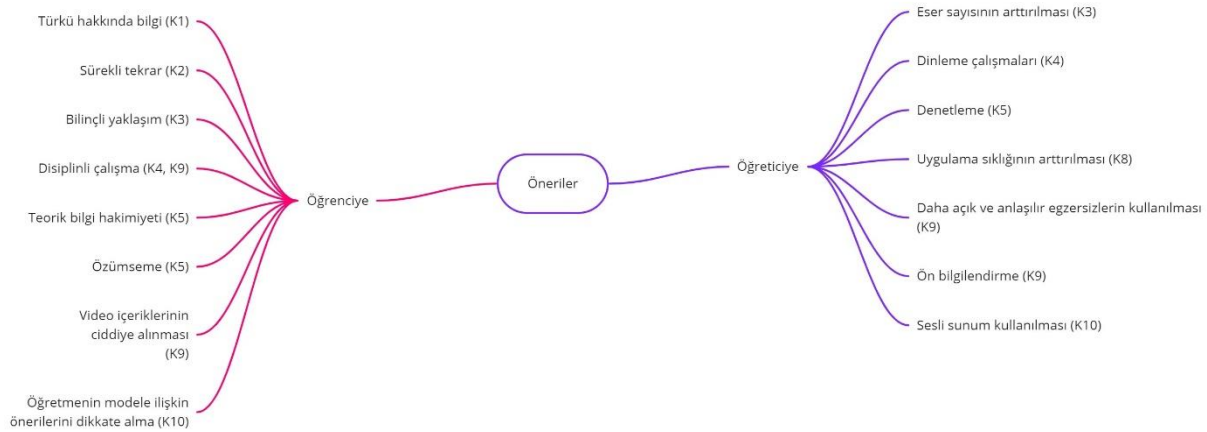 Türkü hakkında bilgi (K1)
Sürekli tekrar (K2)
Bilinçli yaklaşım (K3)
Disiplinli çalışma (K4, K9)
Teorik bilgi hakimiyeti (K5)
Özümseme (K5)
Video içeriklerinin
ciddiye alınması
(K9)
Öğretmenin modele ilişkin
önerilerini dikkate alma (K10)
Öğrenciye
Öneriler
Öğreticiye
Eser sayısının arttırılması (K3)
Dinleme çalışmaları (K4)
Denetleme (K5)
Uygulama sıklığının arttırılması (K8)
Daha açık ve anlaşılır egzersizlerin kullanılması
(K9)
Ön bilgilendirme (K9)
Sesli sunum kullanılması (K10)